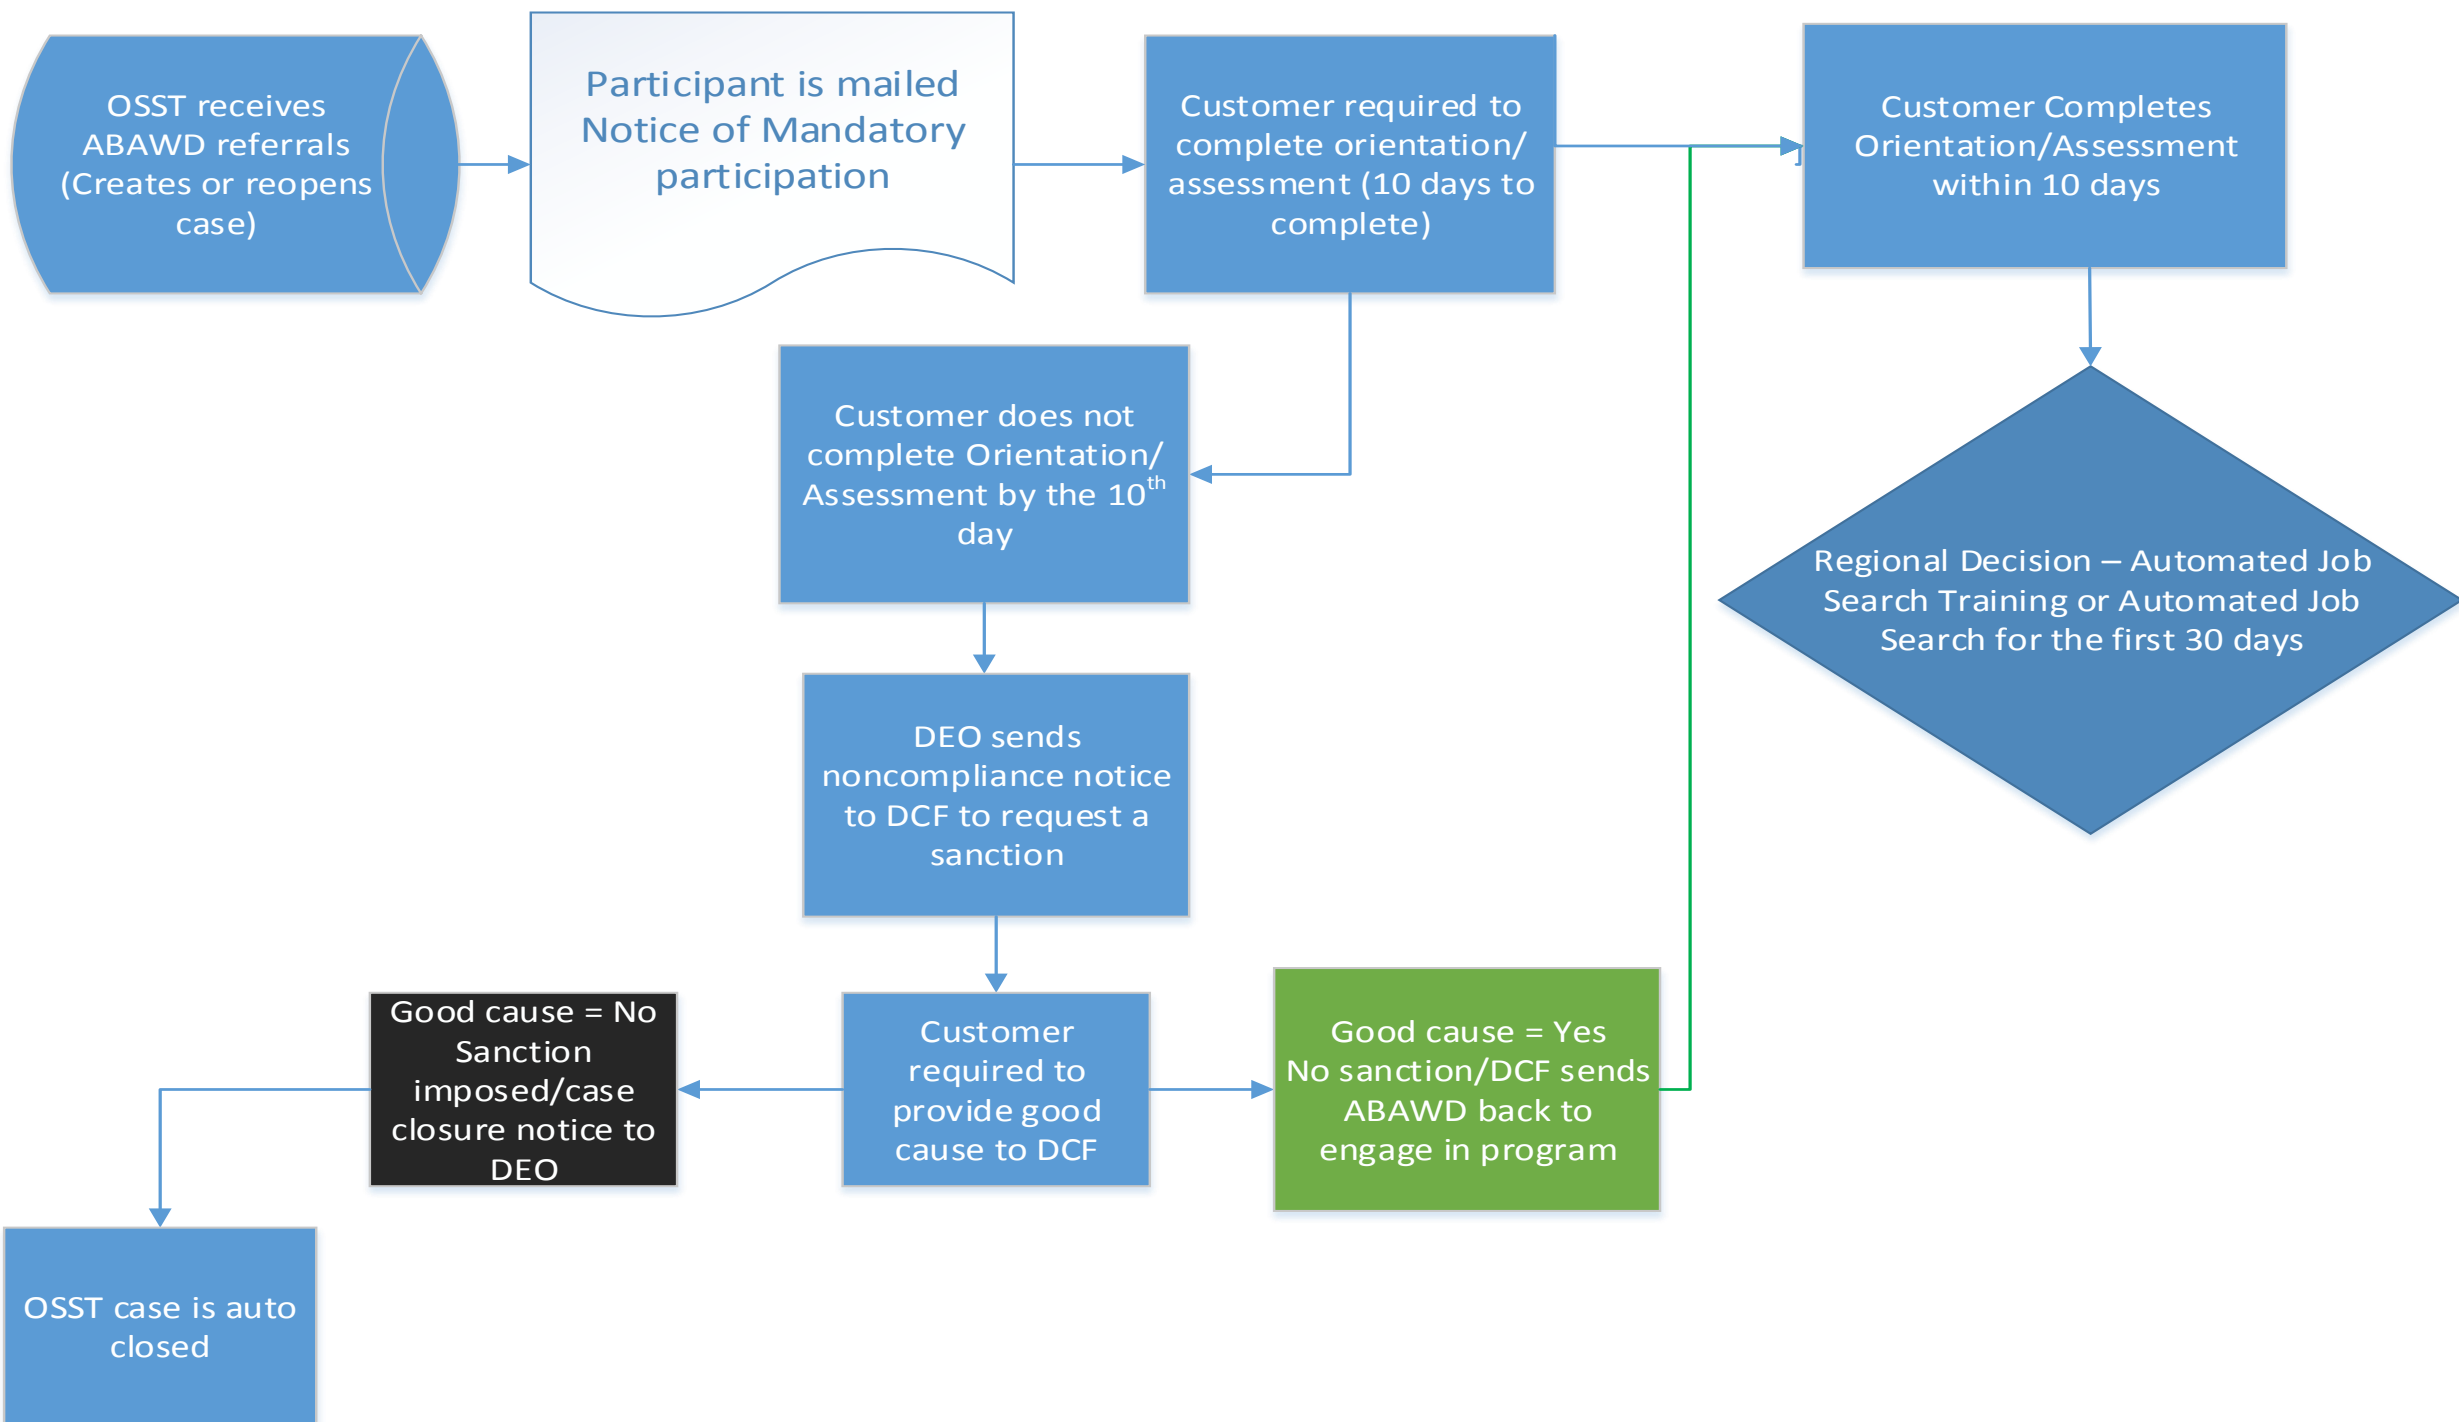 OSST receives
ABAWD referrals
(Creates or reopens
case)
Participant is mailed
Notice of Mandatory
participation
Customer required to
complete orientation/
assessment (10 days to
complete)
Customer Completes
Orientation/Assessment
within 10 days
Customer does not
complete Orientation/
Assessment by the 10th
day
Regional Decision – Automated Job
Search Training or Automated Job
Search for the first 30 days
DEO sends
noncompliance notice
to DCF to request a
sanction
Good cause = No
Sanction
imposed/case
closure notice to
DEO
Customer
required to
provide good
cause to DCF
Good cause = Yes
No sanction/DCF sends
ABAWD back to
engage in program
OSST case is auto
closed